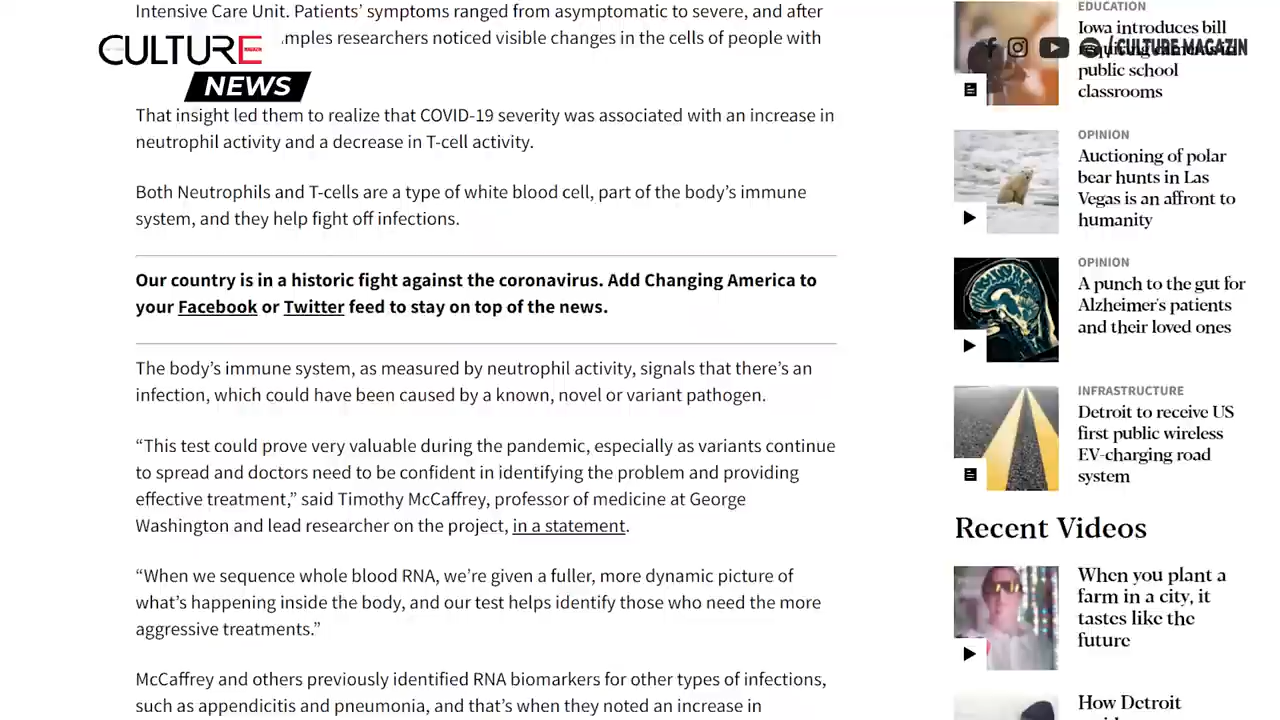 Intensive Care Unit. Patients’ symptoms ranged from asymptomatic to severe, and after
researchers noticed visible changes in the cells of people with
CULTURE
NEWS
That insight led them to realize that COVID-19 severity was associated with an increase in
neutrophil activity and a decrease in T-cell activity.
Both Neutrophils and T-cells are a type of white blood cell, part of the body’s immune
system, and they help fight off infections.
Our country is in a historic fight against the coronavirus. Add Changing America to
your Facebook or Twitter feed to stay on top of the news.
The body’s immune system, as measured by neutrophil activity, signals that there’s an
infection, which could have been caused by a known, novel or variant pathogen.
“This test could prove very valuable during the pandemic, especially as variants continue
to spread and doctors need to be confident in identifying the problem and providing
effective treatment,” said Timothy McCaffrey, professor of medicine at George
Washington and lead researcher on the project, in a statement.
“When we sequence whole blood RNA, we’re given a fuller, more dynamic picture of
what’s happening inside the body, and our test helps identify those who need the more
aggressive treatments.”
McCaffrey and others previously identified RNA biomarkers for other types of infections,
such as appendicitis and pneumonia, and that’s when they noted an increase in
EDUCATION
Iowa introduces bill
/CULTURE MAGAZIN
public school
classrooms
OPINION
Auctioning of polar
bear hunts in Las
Vegas is an affront to
humanity
OPINION
A punch to the gut for
Alzheimer's patients
and their loved ones
INFRASTRUCTURE
Detroit to receive US
first public wireless
EV-charging road
system
Recent Videos
When you plant a
farm in a city, it
tastes like the
future
How Detroit